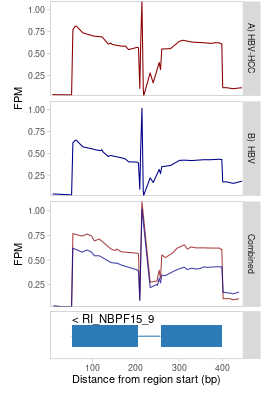 1.00
0.75
0.50
0.25
A) HBV-HCC
FPM
1.00
0.75
0.50
0.25
B) HBV
1.00
0.75
0.50
0.25
Combined
FPM
< RI_NBPF15_9
100
200
300
400
Distance from region start (bp)